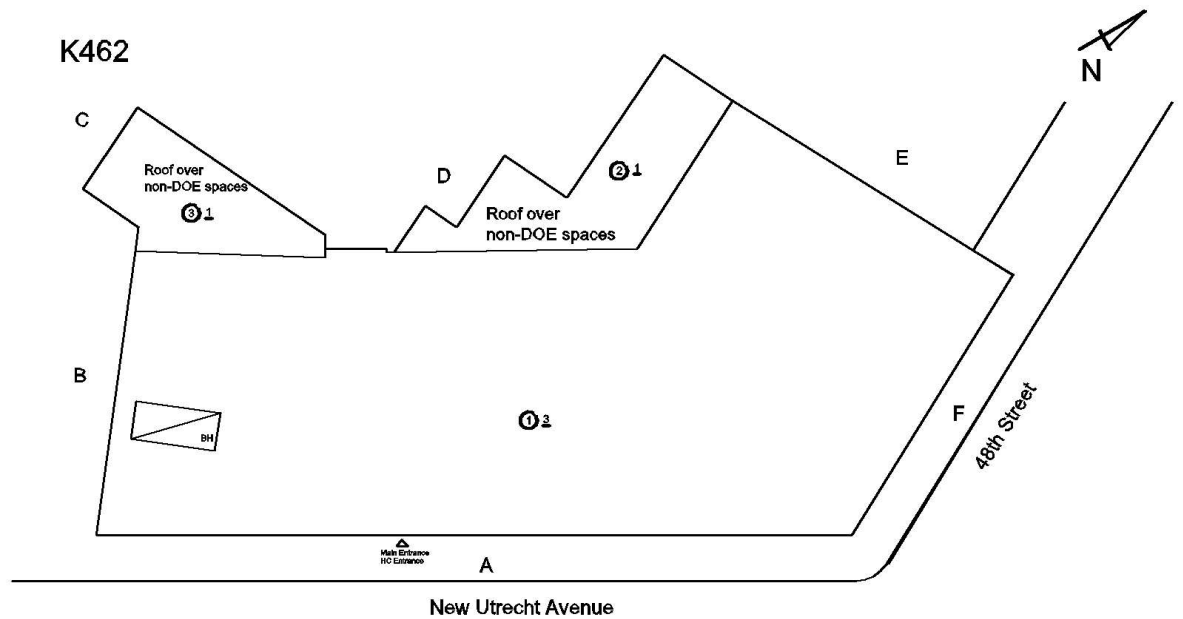 K462
N
C
Roof over
non-DOE spaces
3 1
D
2 1
Roof over
non-DOE spaces
E
B
BH
1 3
F
48th Street
Main Entrance
HC Entrance
A
New Utrecht Avenue